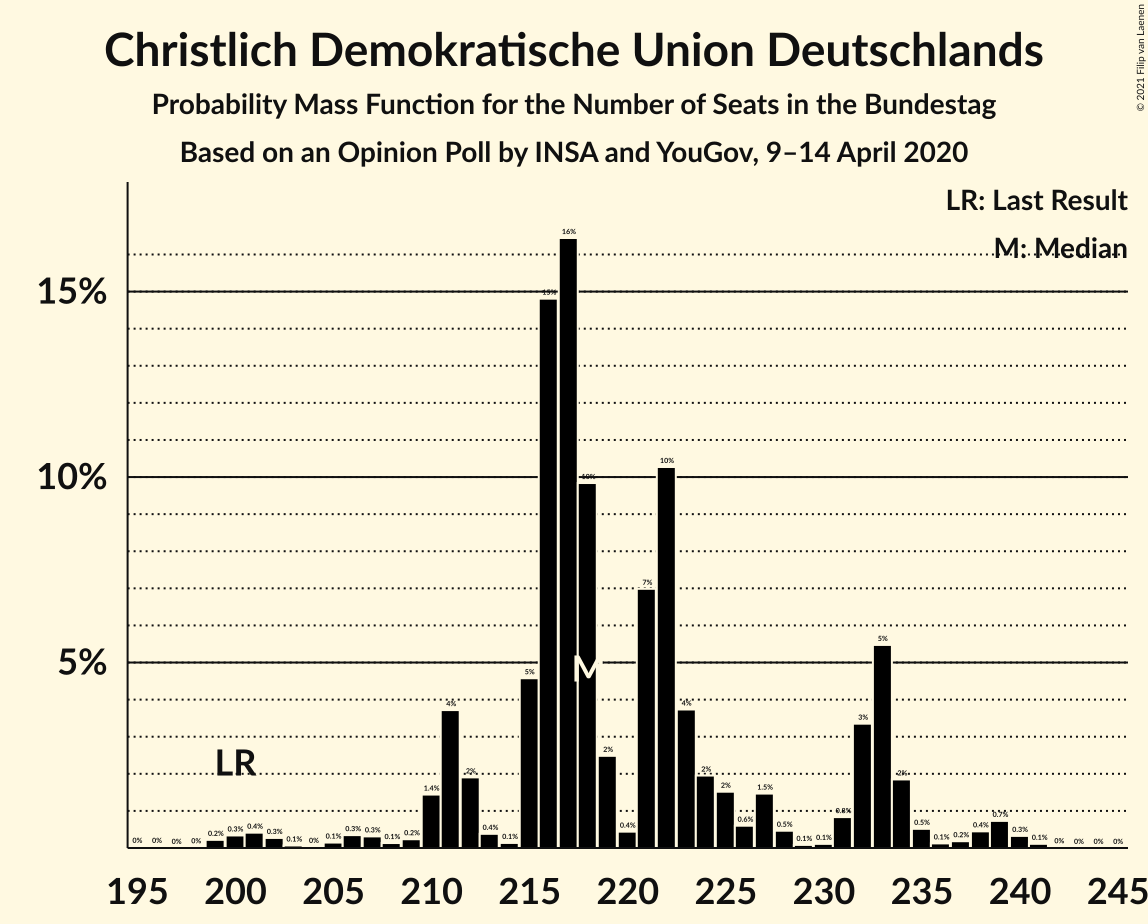 Christlich Demokratische Union Deutschlands
Probability Mass Function for the Number of Seats in the Bundestag
Based on an Opinion Poll by INSA and YouGov, 9–14 April 2020
© 2021 Filip van Laenen
LR: Last Result
M: Median
15%
10%
5%
LR
M
0% 0% 0% 0% 0.2% 0.3% 0.4% 0.3% 0.1% 0% 0.1% 0.3% 0.3% 0.1% 0.2% 1.4% 4% 2% 0.4% 0.1% 5% 15% 16% 10% 2% 0.4% 7% 10% 4% 2% 2% 0.6% 1.5% 0.5% 0.1% 0.1% 0.8% 3% 5% 2% 0.5% 0.1% 0.2% 0.4% 0.7% 0.3% 0.1% 0% 0% 0% 0%
195 200 205 210 215 220 225 230 235 240 245